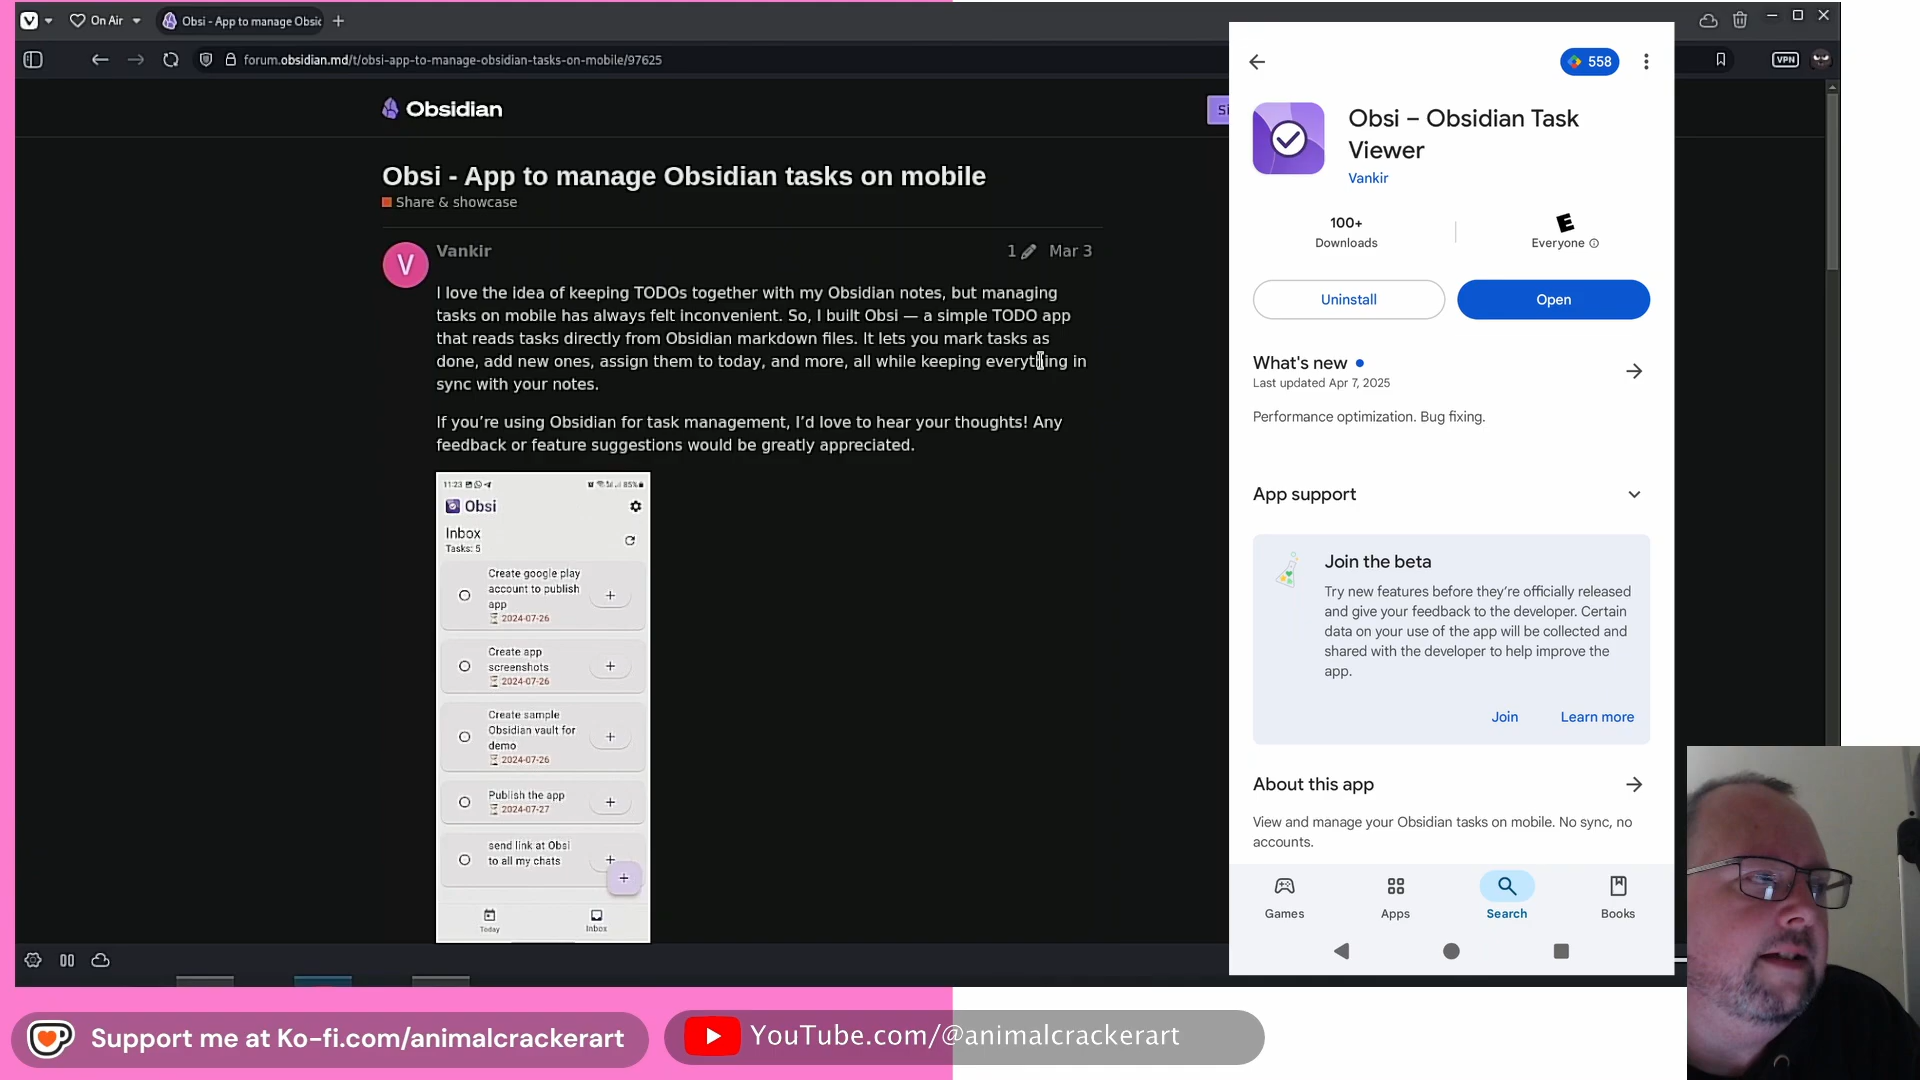 On Air
Obsi - App to manage Obsic
forum.obsidian.md/t/obsi-app-to-manage-obsidian-tasks-on-mobile/97625
VPN
Obsidian
Obsi - App to manage Obsidian tasks on mobile
Share & showcase
V
Vankir
1
Mar 3
I love the idea of keeping TODOs together with my Obsidian notes, but managing
tasks on mobile has always felt inconvenient. So, I built Obsi — a simple TODO app
that reads tasks directly from Obsidian markdown files. It lets you mark tasks as
done, add new ones, assign them to today, and more, all while keeping everything in
sync with your notes.
If you’re using Obsidian for task management, I’d love to hear your thoughts! Any
feedback or feature suggestions would be greatly appreciated.
11:23
85%
Obsi
Inbox
Tasks: 5
Create google play
account to publish
app
2024-07-26
Create app
screenshots
2024-07-26
Create sample
Obsidian vault for
demo
2024-07-26
Publish the app
2024-07-27
send link at Obsi
to all my chats
Today
Inbox
558
Obsi – Obsidian Task
Viewer
Vankir
100+
Downloads
E
Everyone
Uninstall
Open
What's new
Last updated Apr 7, 2025
Performance optimization. Bug fixing.
App support
Join the beta
Try new features before they’re officially released
and give your feedback to the developer. Certain
data on your use of the app will be collected and
shared with the developer to help improve the
app.
Join
Learn more
About this app
View and manage your Obsidian tasks on mobile. No sync, no
accounts.
Games
Apps
Search
Books
Support me at Ko-fi.com/animalcrackerart
YouTube.com/@animalcrackerart